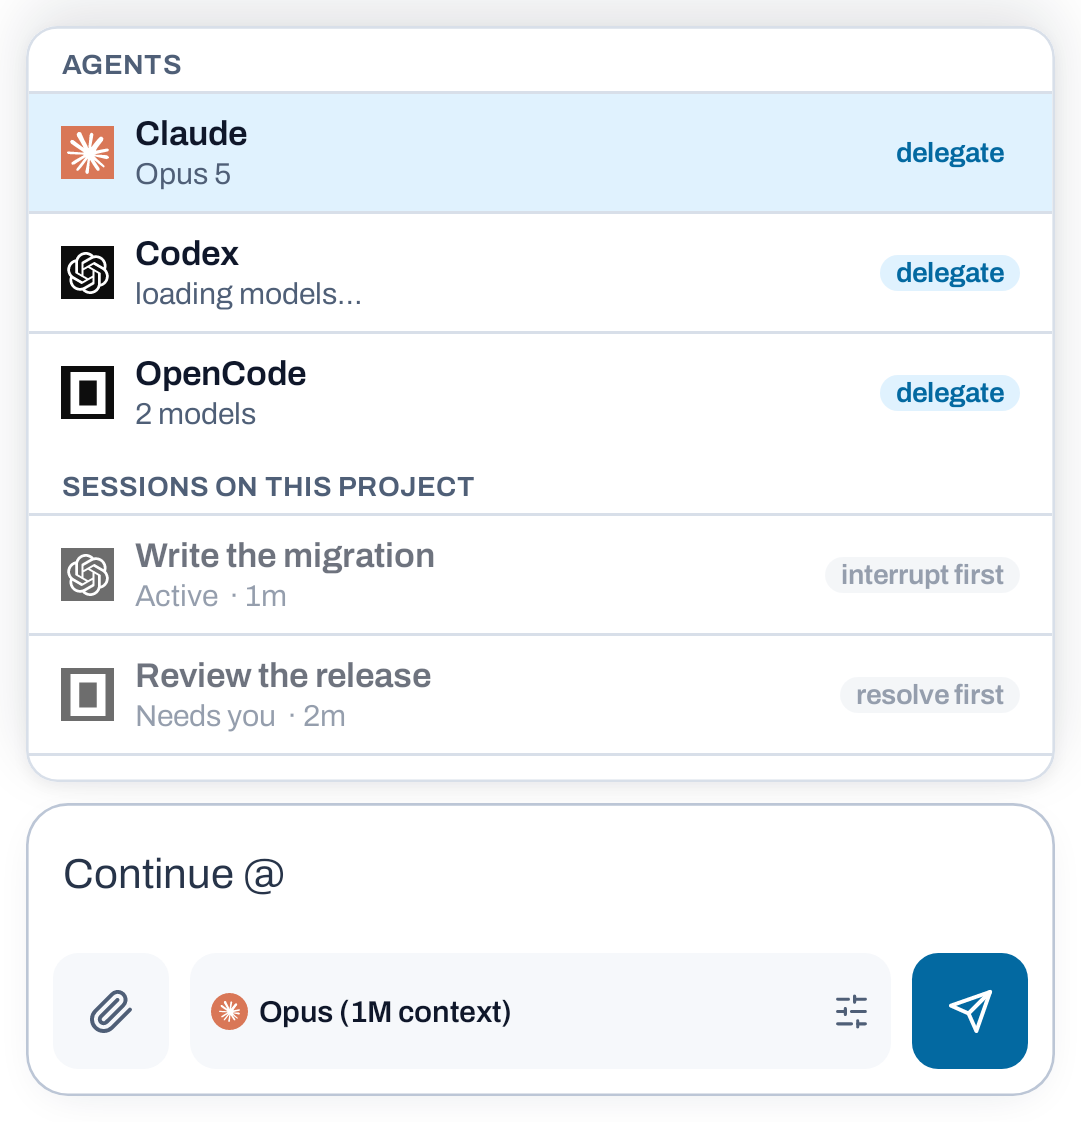 AGENTS
Claude
Opus 5
delegate
Codex
loading models...
delegate
OpenCode
2 models
delegate
SESSIONS ON THIS PROJECT
Write the migration
Active · 1m
interrupt first
Review the release
Needs you · 2m
resolve first
Continue @
Opus (1M context)